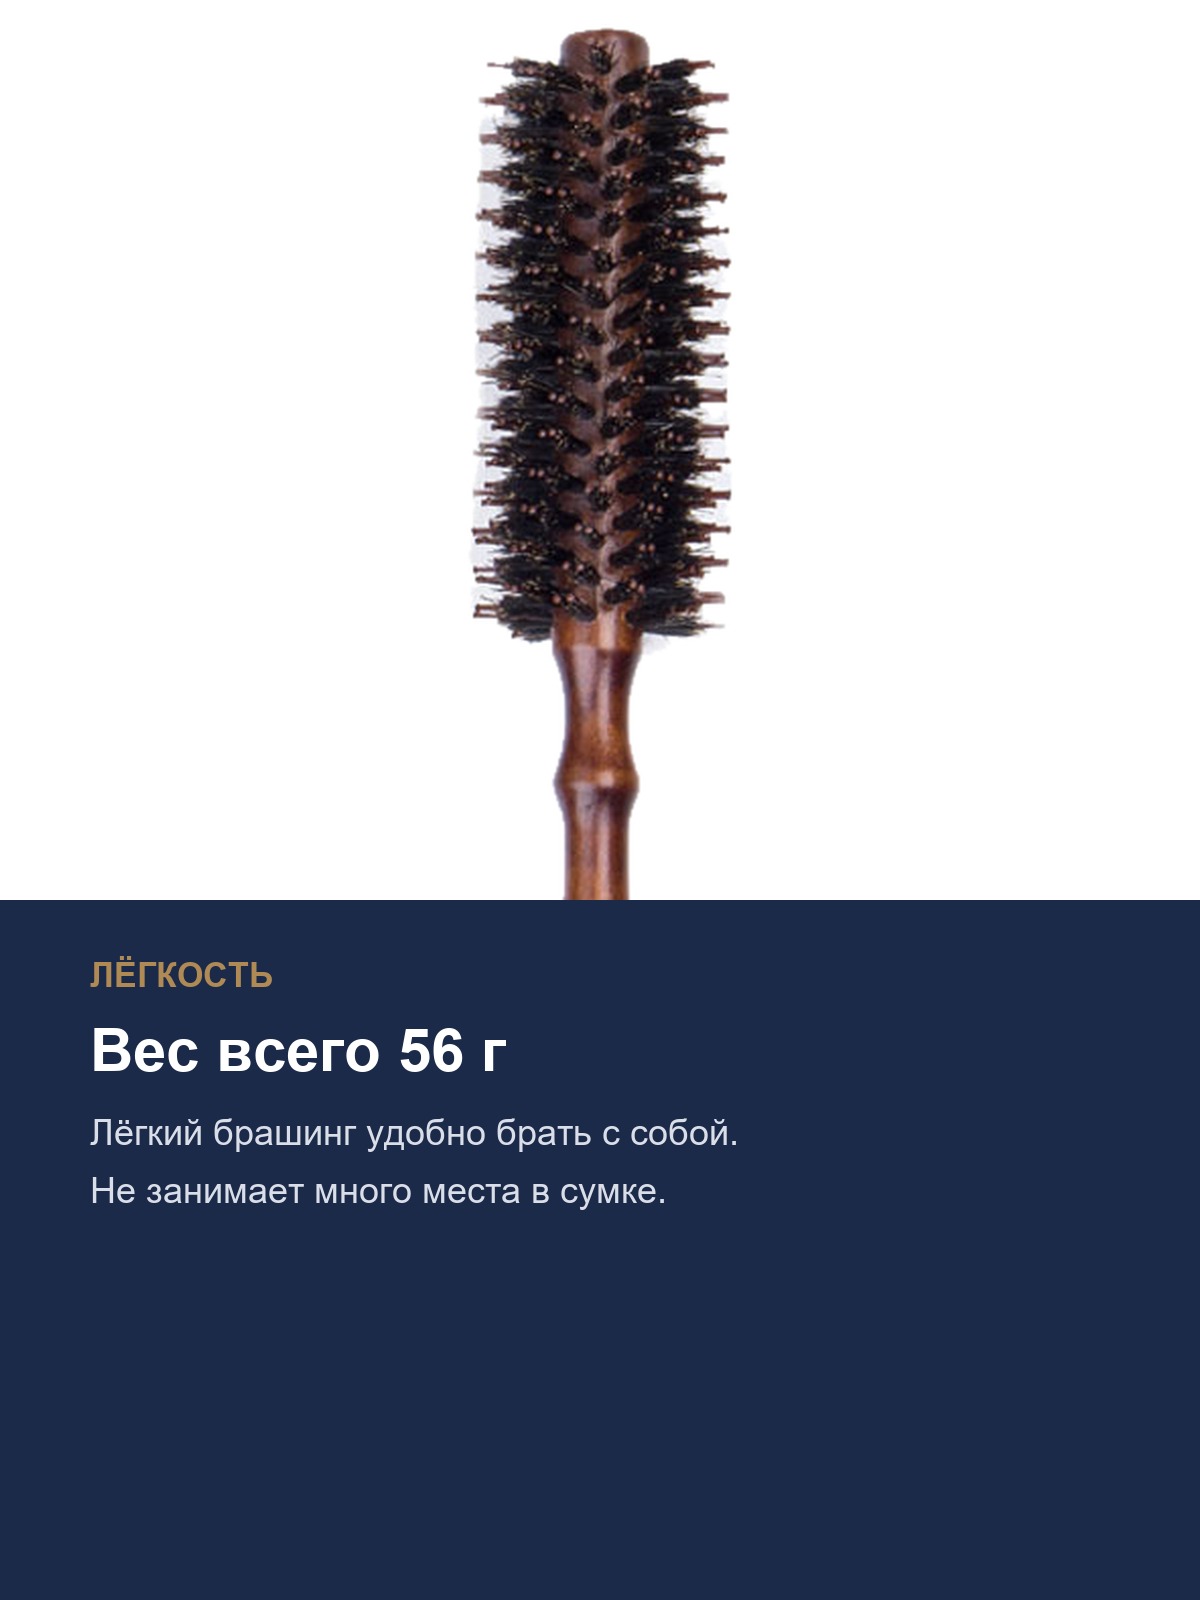 ЛЁГКОСТЬ
Вес всего 56 г
Лёгкий брашинг удобно брать с собой.
Не занимает много места в сумке.